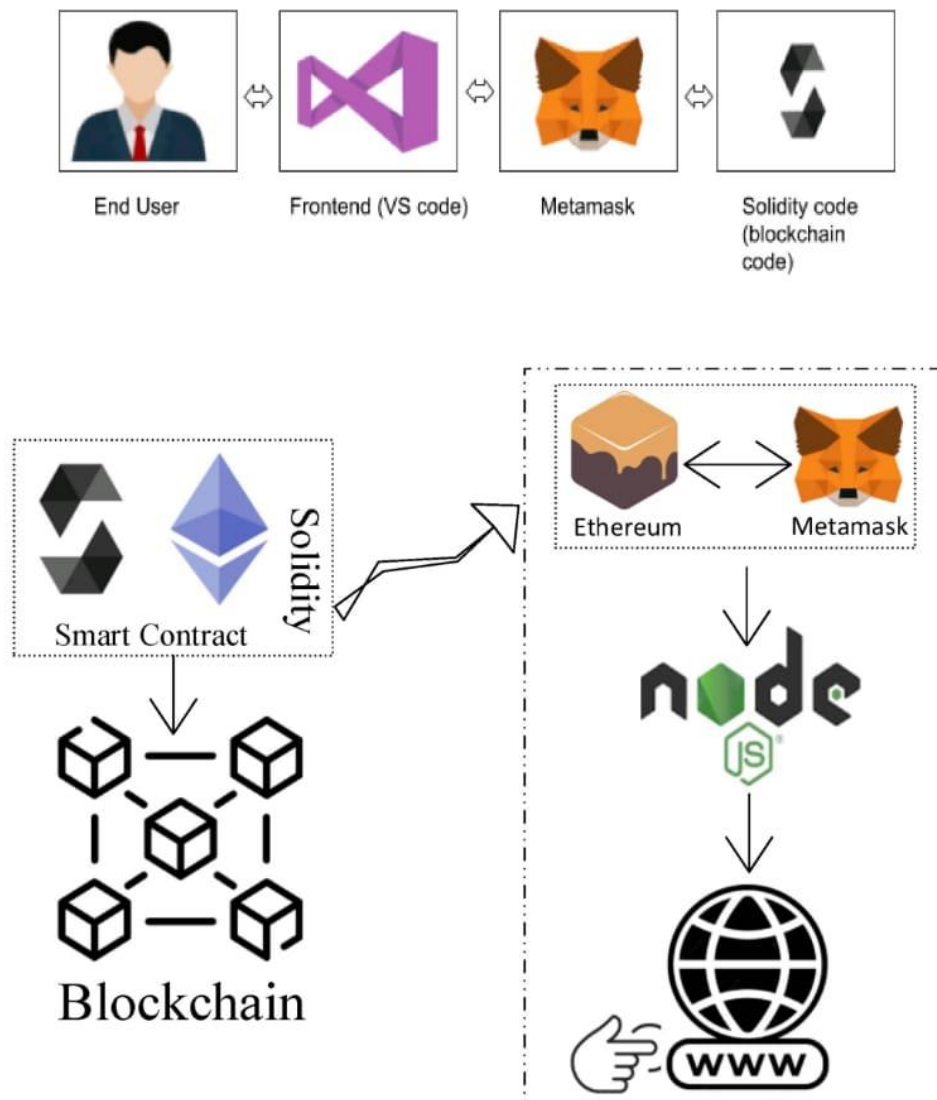 End User
Frontend (VS code)
Metamask
Solidity code
(blockchain
code)
Smart Contract
Solidity
Ethereum
Metamask
node
JS
®
Blockchain
www